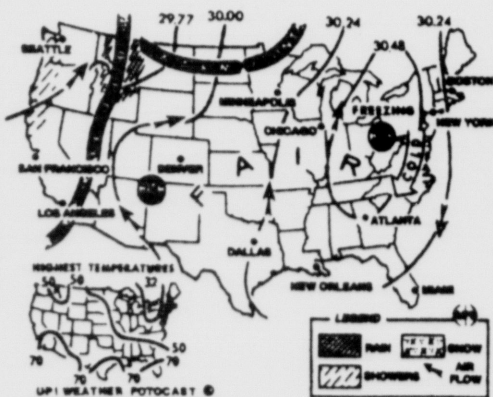 29.77 30.00 30.24 30.24
30.48
SEATTLE
BOSTON
MINNEAPOLIS
FREEZING
NEW YORK
CHICAGO
COLD
SAN FRANCISCO
DENVER
F A I R
LOS ANGELES
ATLANTA
DALLAS
NEW ORLEANS
MIAMI
HIGHEST TEMPERATURES
50 50 32
50
70 70 70 70
LEGEND
RAIN SNOW
SHOWERS AIR FLOW
UPI WEATHER FOTOCAST ©